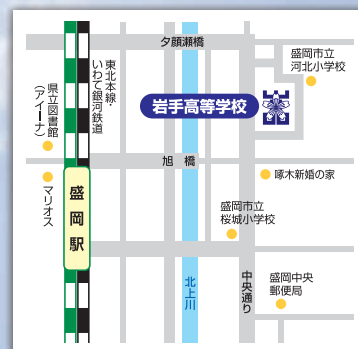 夕顔瀬橋
盛岡市立
河北小学校
東北本線
いわて銀河鉄道
県立図書館
(アイーナ)
岩手高等学校
旭橋
マリオス
盛岡駅
啄木新婚の家
盛岡市立
桜城小学校
北上川
中央通り
盛岡中央
郵便局